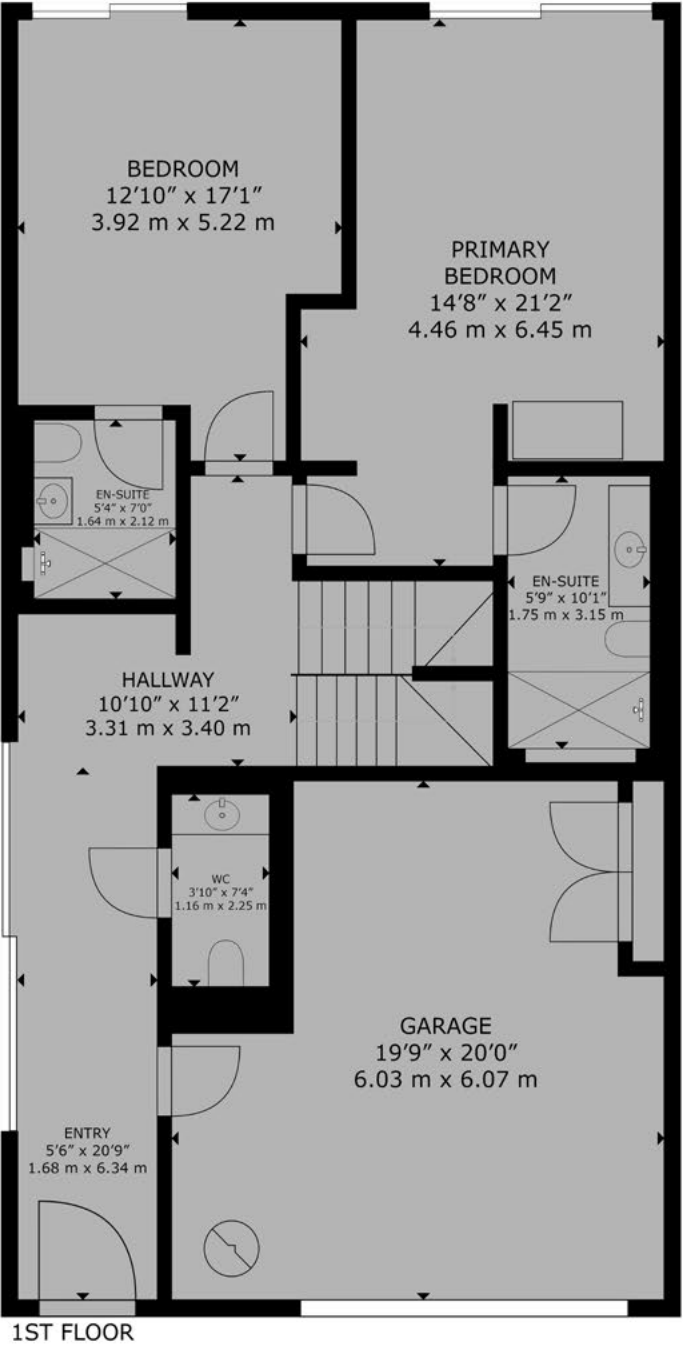 BEDROOM
12'10" x 17'1"
3.92 m x 5.22 m
PRIMARY
BEDROOM
14'8" x 21'2"
4.46 m x 6.45 m
EN-SUITE
5'4" x 7'0"
1.64 m x 2.12 m
EN-SUITE
5'9" x 10'1"
1.75 m x 3.15 m
HALLWAY
10'10" x 11'2"
3.31 m x 3.40 m
WC
3'10" x 7'4"
1.16 m x 2.25 m
GARAGE
19'9" x 20'0"
6.03 m x 6.07 m
ENTRY
5'6" x 20'9"
1.68 m x 6.34 m
1ST FLOOR